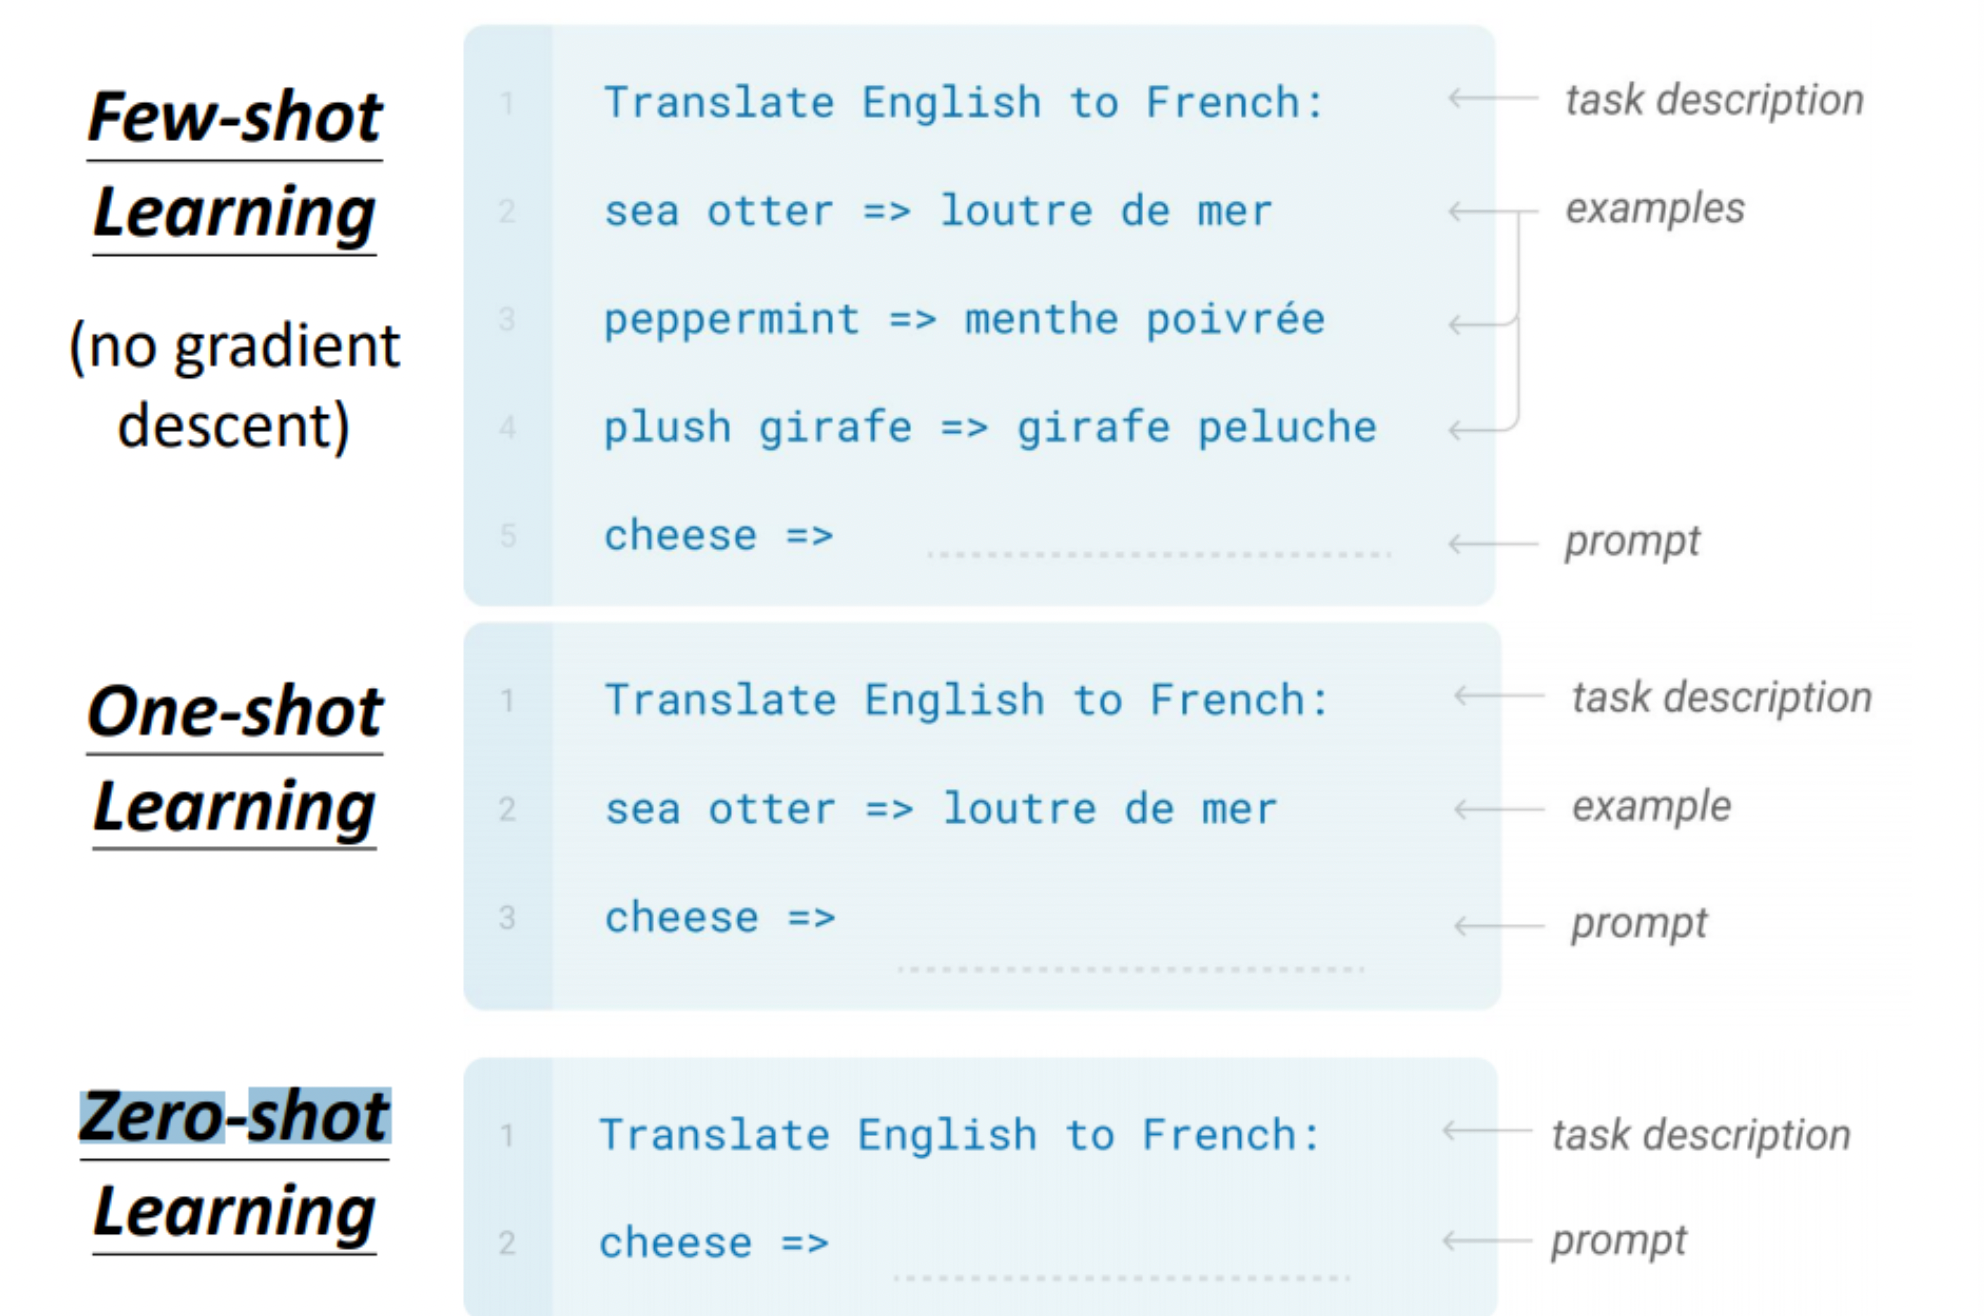 Few-shot
Learning
(no gradient
descent)
1 Translate English to French: task description
2 sea otter => loutre de mer examples
3 peppermint => menthe poivrée
4 plush girafe => girafe peluche
5 cheese => prompt
One-shot
Learning
1 Translate English to French: task description
2 sea otter => loutre de mer example
3 cheese => prompt
Zero-shot
Learning
1 Translate English to French: task description
2 cheese => prompt